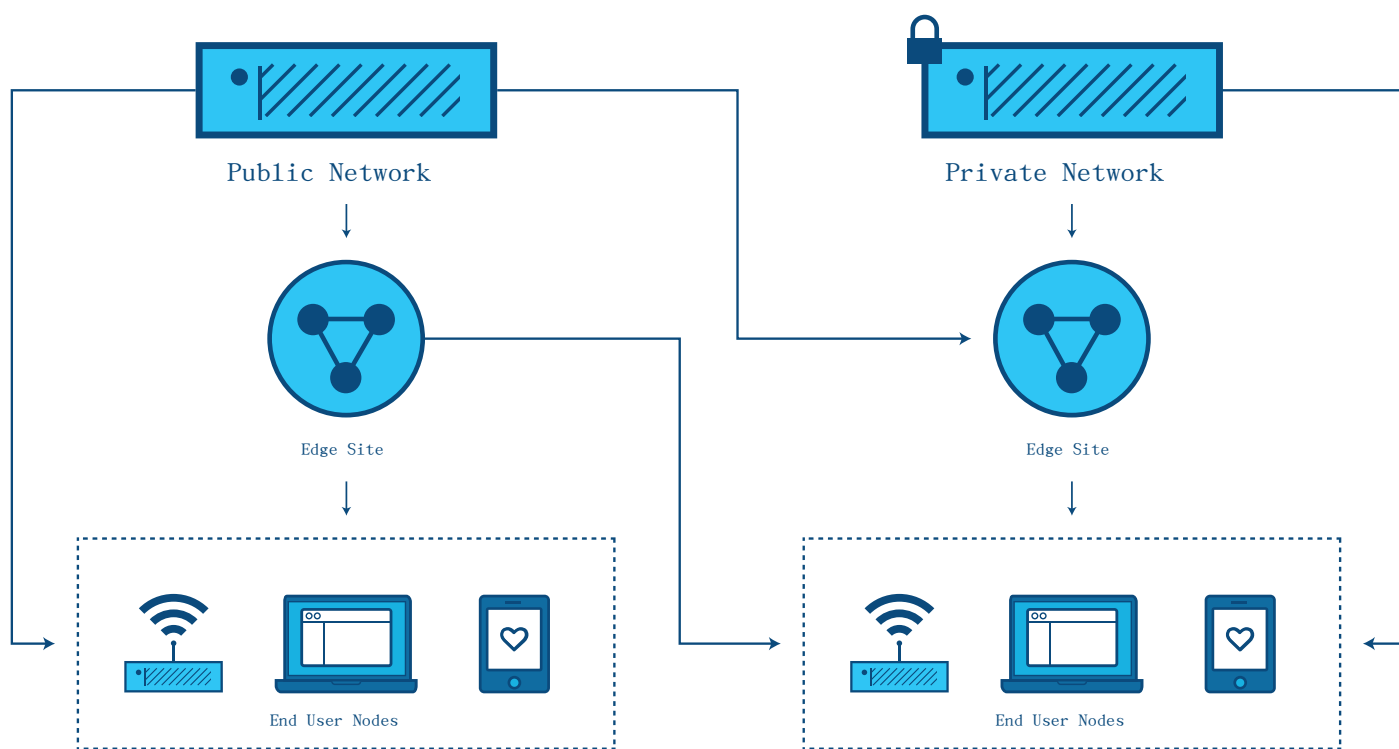 Public Network
Private Network
Edge Site
Edge Site
End User Nodes
End User Nodes